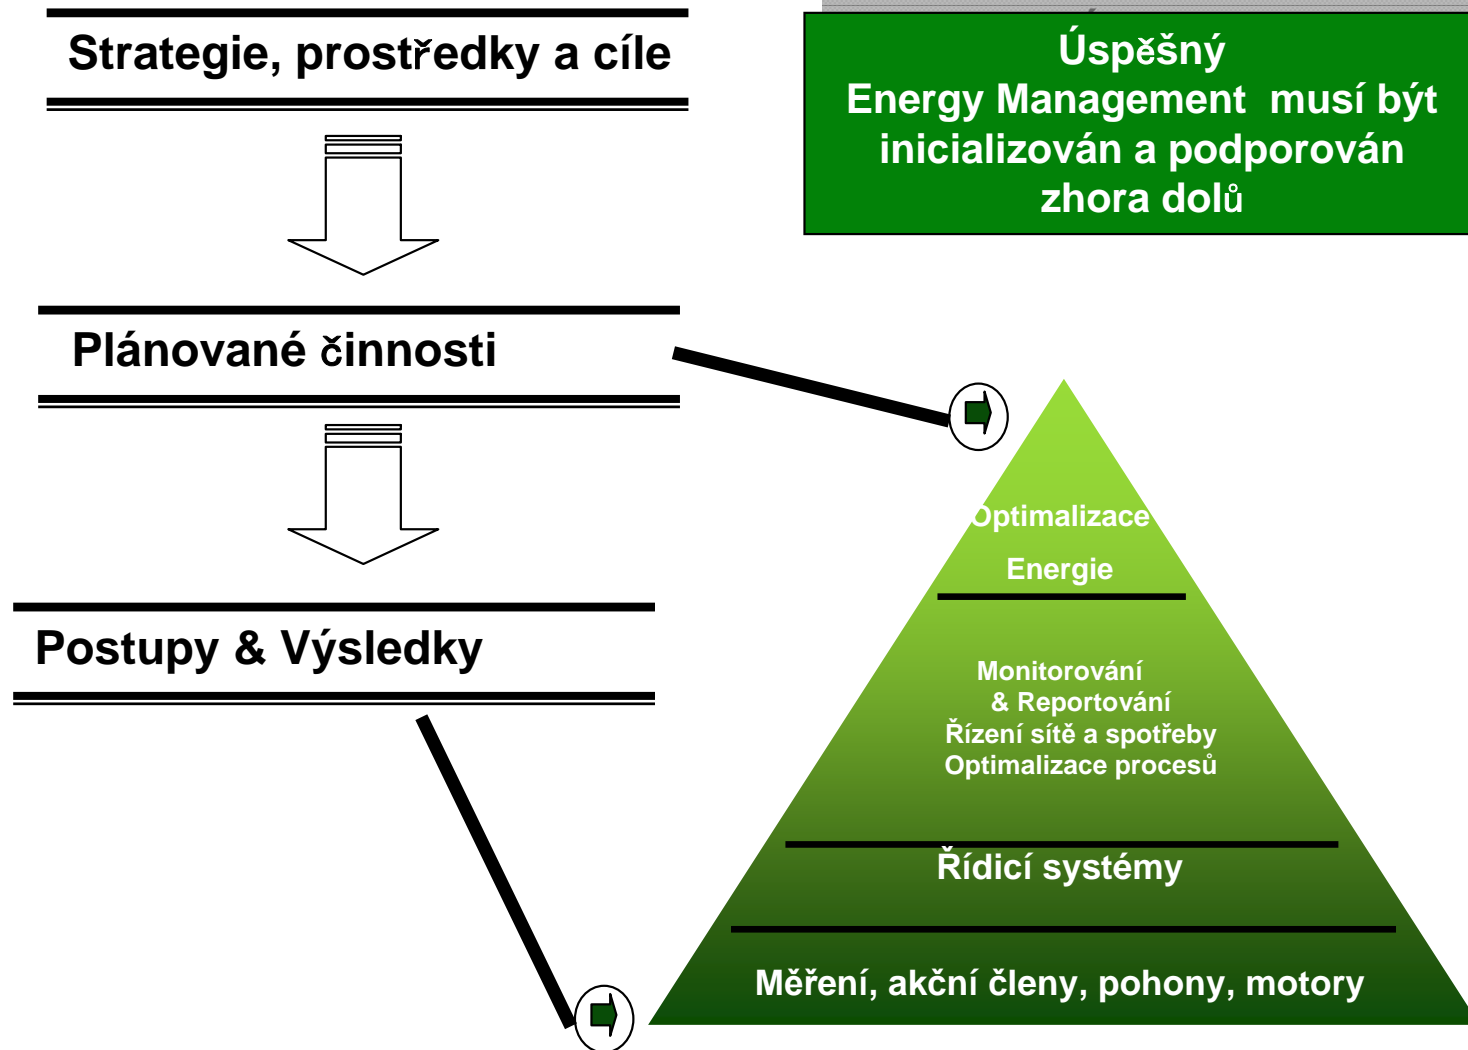 Strategie, prostředky a cíle
Úspěšný
Energy Management musí být
inicializován a podporován
zhora dolů
Plánované činnosti
Postupy & Výsledky
Optimalizace
Energie
Monitorování
& Reportování
Řízení sítě a spotřeby
Optimalizace procesů
Řídicí systémy
Měření, akční členy, pohony, motory